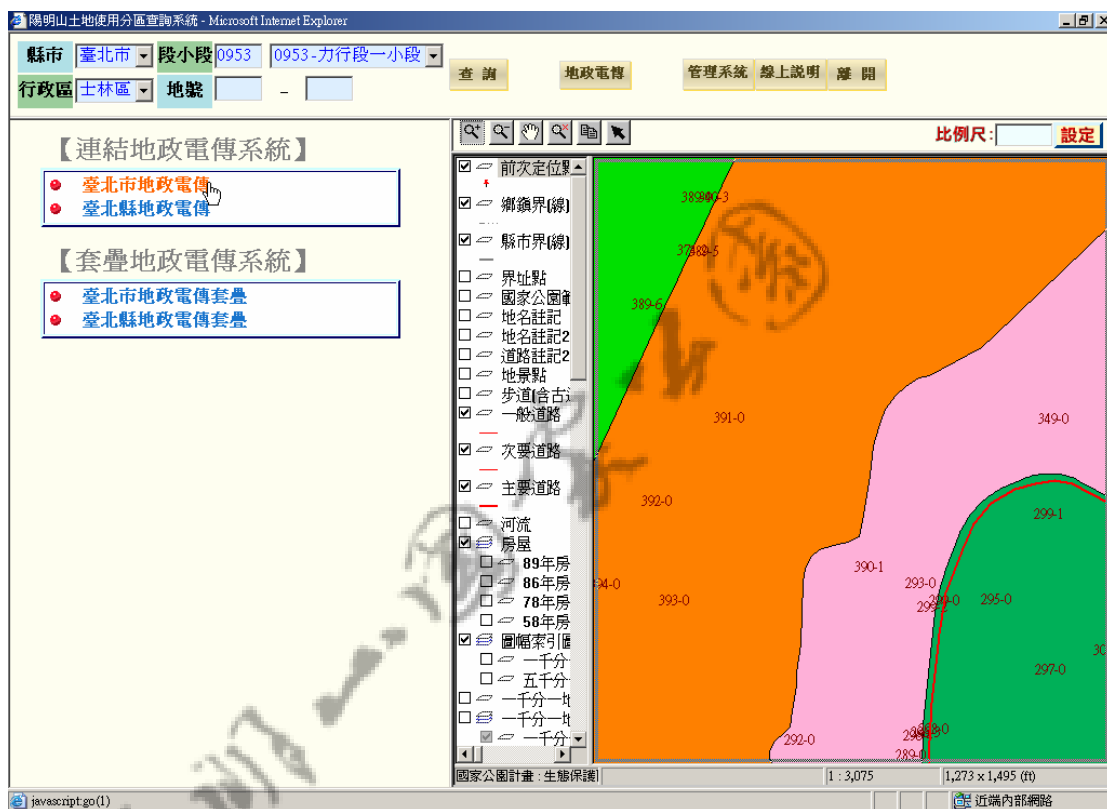 陽明山土地使用分區查詢系統 - Microsoft Internet Explorer
縣市 臺北市 段小段 0953 0953-力行段一小段
行政區 士林區 地號 -
查 詢 地政電傳 管理系統 線上說明 離 開
【連結地政電傳系統】
臺北市地政電傳
臺北縣地政電傳
【套疊地政電傳系統】
臺北市地政電傳套疊
臺北縣地政電傳套疊
比例尺: 設定
前次定位點
鄉鎮界(線)
縣市界(線)
界址點
國家公園範
地名註記
地名註記2
道路註記2
地景點
步道(含古道
一般道路
次要道路
主要道路
河流
房屋
89年房
86年房
78年房
58年房
圖幅索引圖
一千分
五千分
一千分一地
一千分一地
一千分
389-6
391-0
349-0
392-0
299-1
390-1
293-0
393-0
295-0
297-0
292-0
289-0
國家公園計畫 : 生態保護
1 : 3,075
1,273 x 1,495 (ft)
javascript:go(1)
近端內部網路